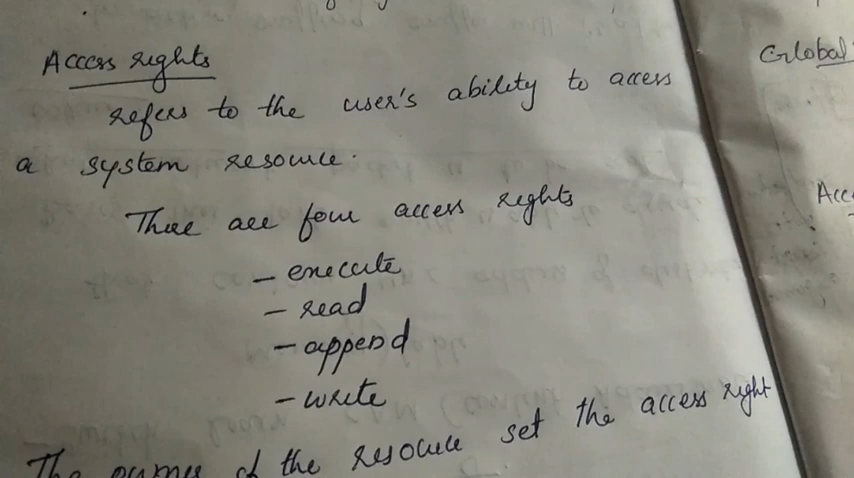 Access rights
refers to the user's ability to access
a system resource.
There are four access rights
- execute
- read
- append
- write
The owner of the resource set the access right
Global